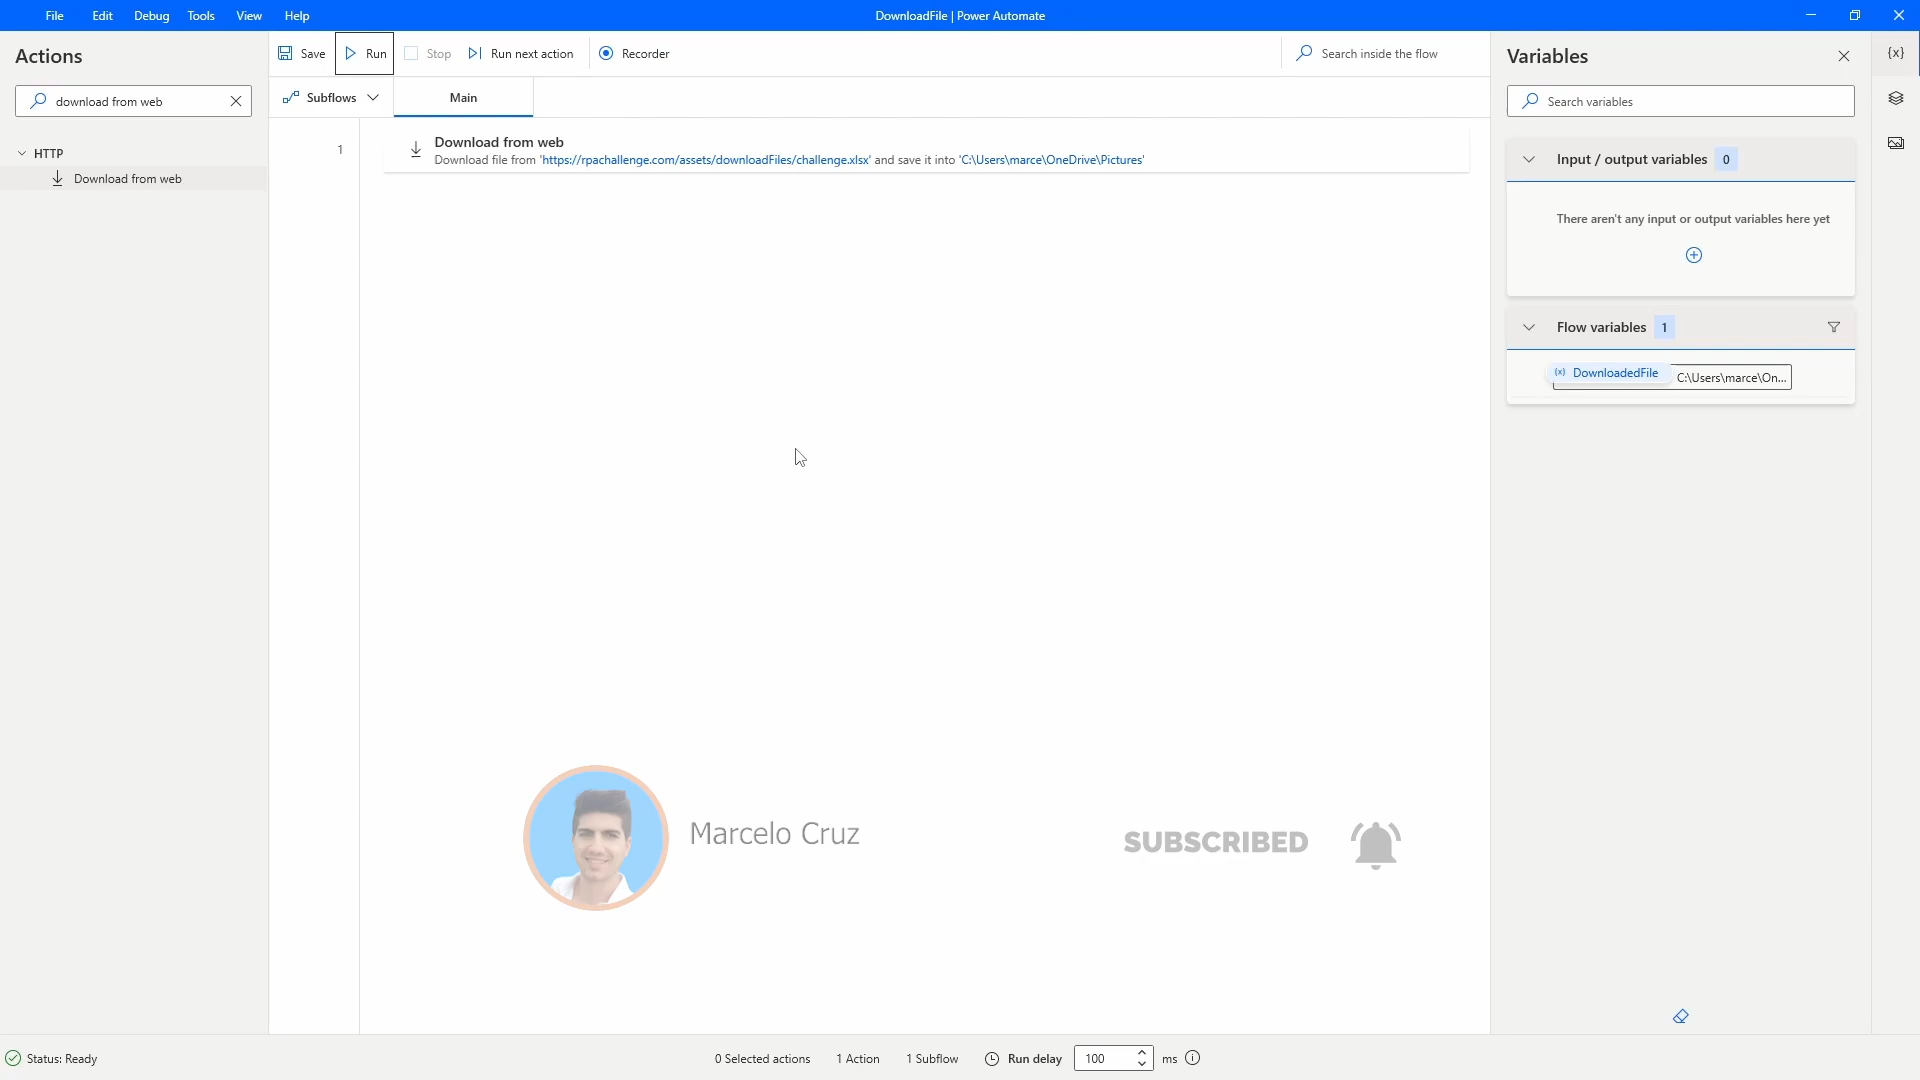 File Edit Debug Tools View Help
DownloadFile | Power Automate
Actions
download from web
HTTP
Download from web
Save Run Stop Run next action Recorder
Search inside the flow
Subflows Main
1
Download from web
Download file from 'https://rpachallenge.com/assets/downloadFiles/challenge.xlsx' and save it into 'C:\Users\marce\OneDrive\Pictures'
Variables
{x}
Search variables
Input / output variables 0
There aren't any input or output variables here yet
Flow variables 1
(x) DownloadedFile C:\Users\marce\On...
Marcelo Cruz
SUBSCRIBED
Status: Ready
0 Selected actions 1 Action 1 Subflow Run delay 100 ms